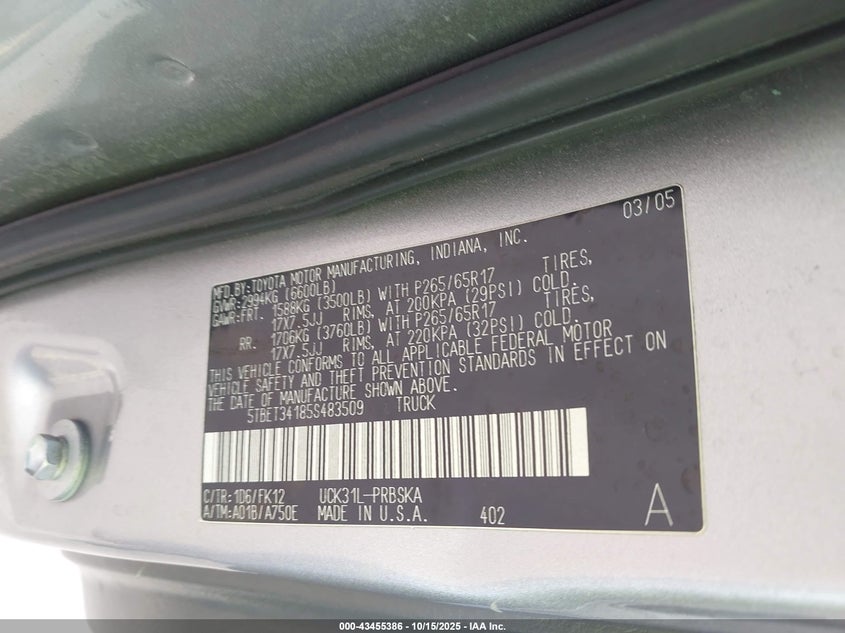 03/05
MFD.BY:TOYOTA MOTOR MANUFACTURING, INDIANA, INC.
GVWR:2994KG (6600LB)
GAWR:FRT. 1588KG (3500LB) WITH P265/65R17 TIRES,
17X7.5JJ RIMS, AT 200KPA (29PSI) COLD.
RR. 1706KG (3760LB) WITH P265/65R17 TIRES,
17X7.5JJ RIMS, AT 220KPA (32PSI) COLD.
THIS VEHICLE CONFORMS TO ALL APPLICABLE FEDERAL MOTOR
VEHICLE SAFETY AND THEFT PREVENTION STANDARDS IN EFFECT ON
THE DATE OF MANUFACTURE SHOWN ABOVE.
5TBET34185S483509 TRUCK
C/TR:1D6/FK12 UCK31L-PRBSKA
A/TM:A01B/A750E MADE IN U.S.A. 402 A
000-43455386 - 10/15/2025 - IAA Inc.